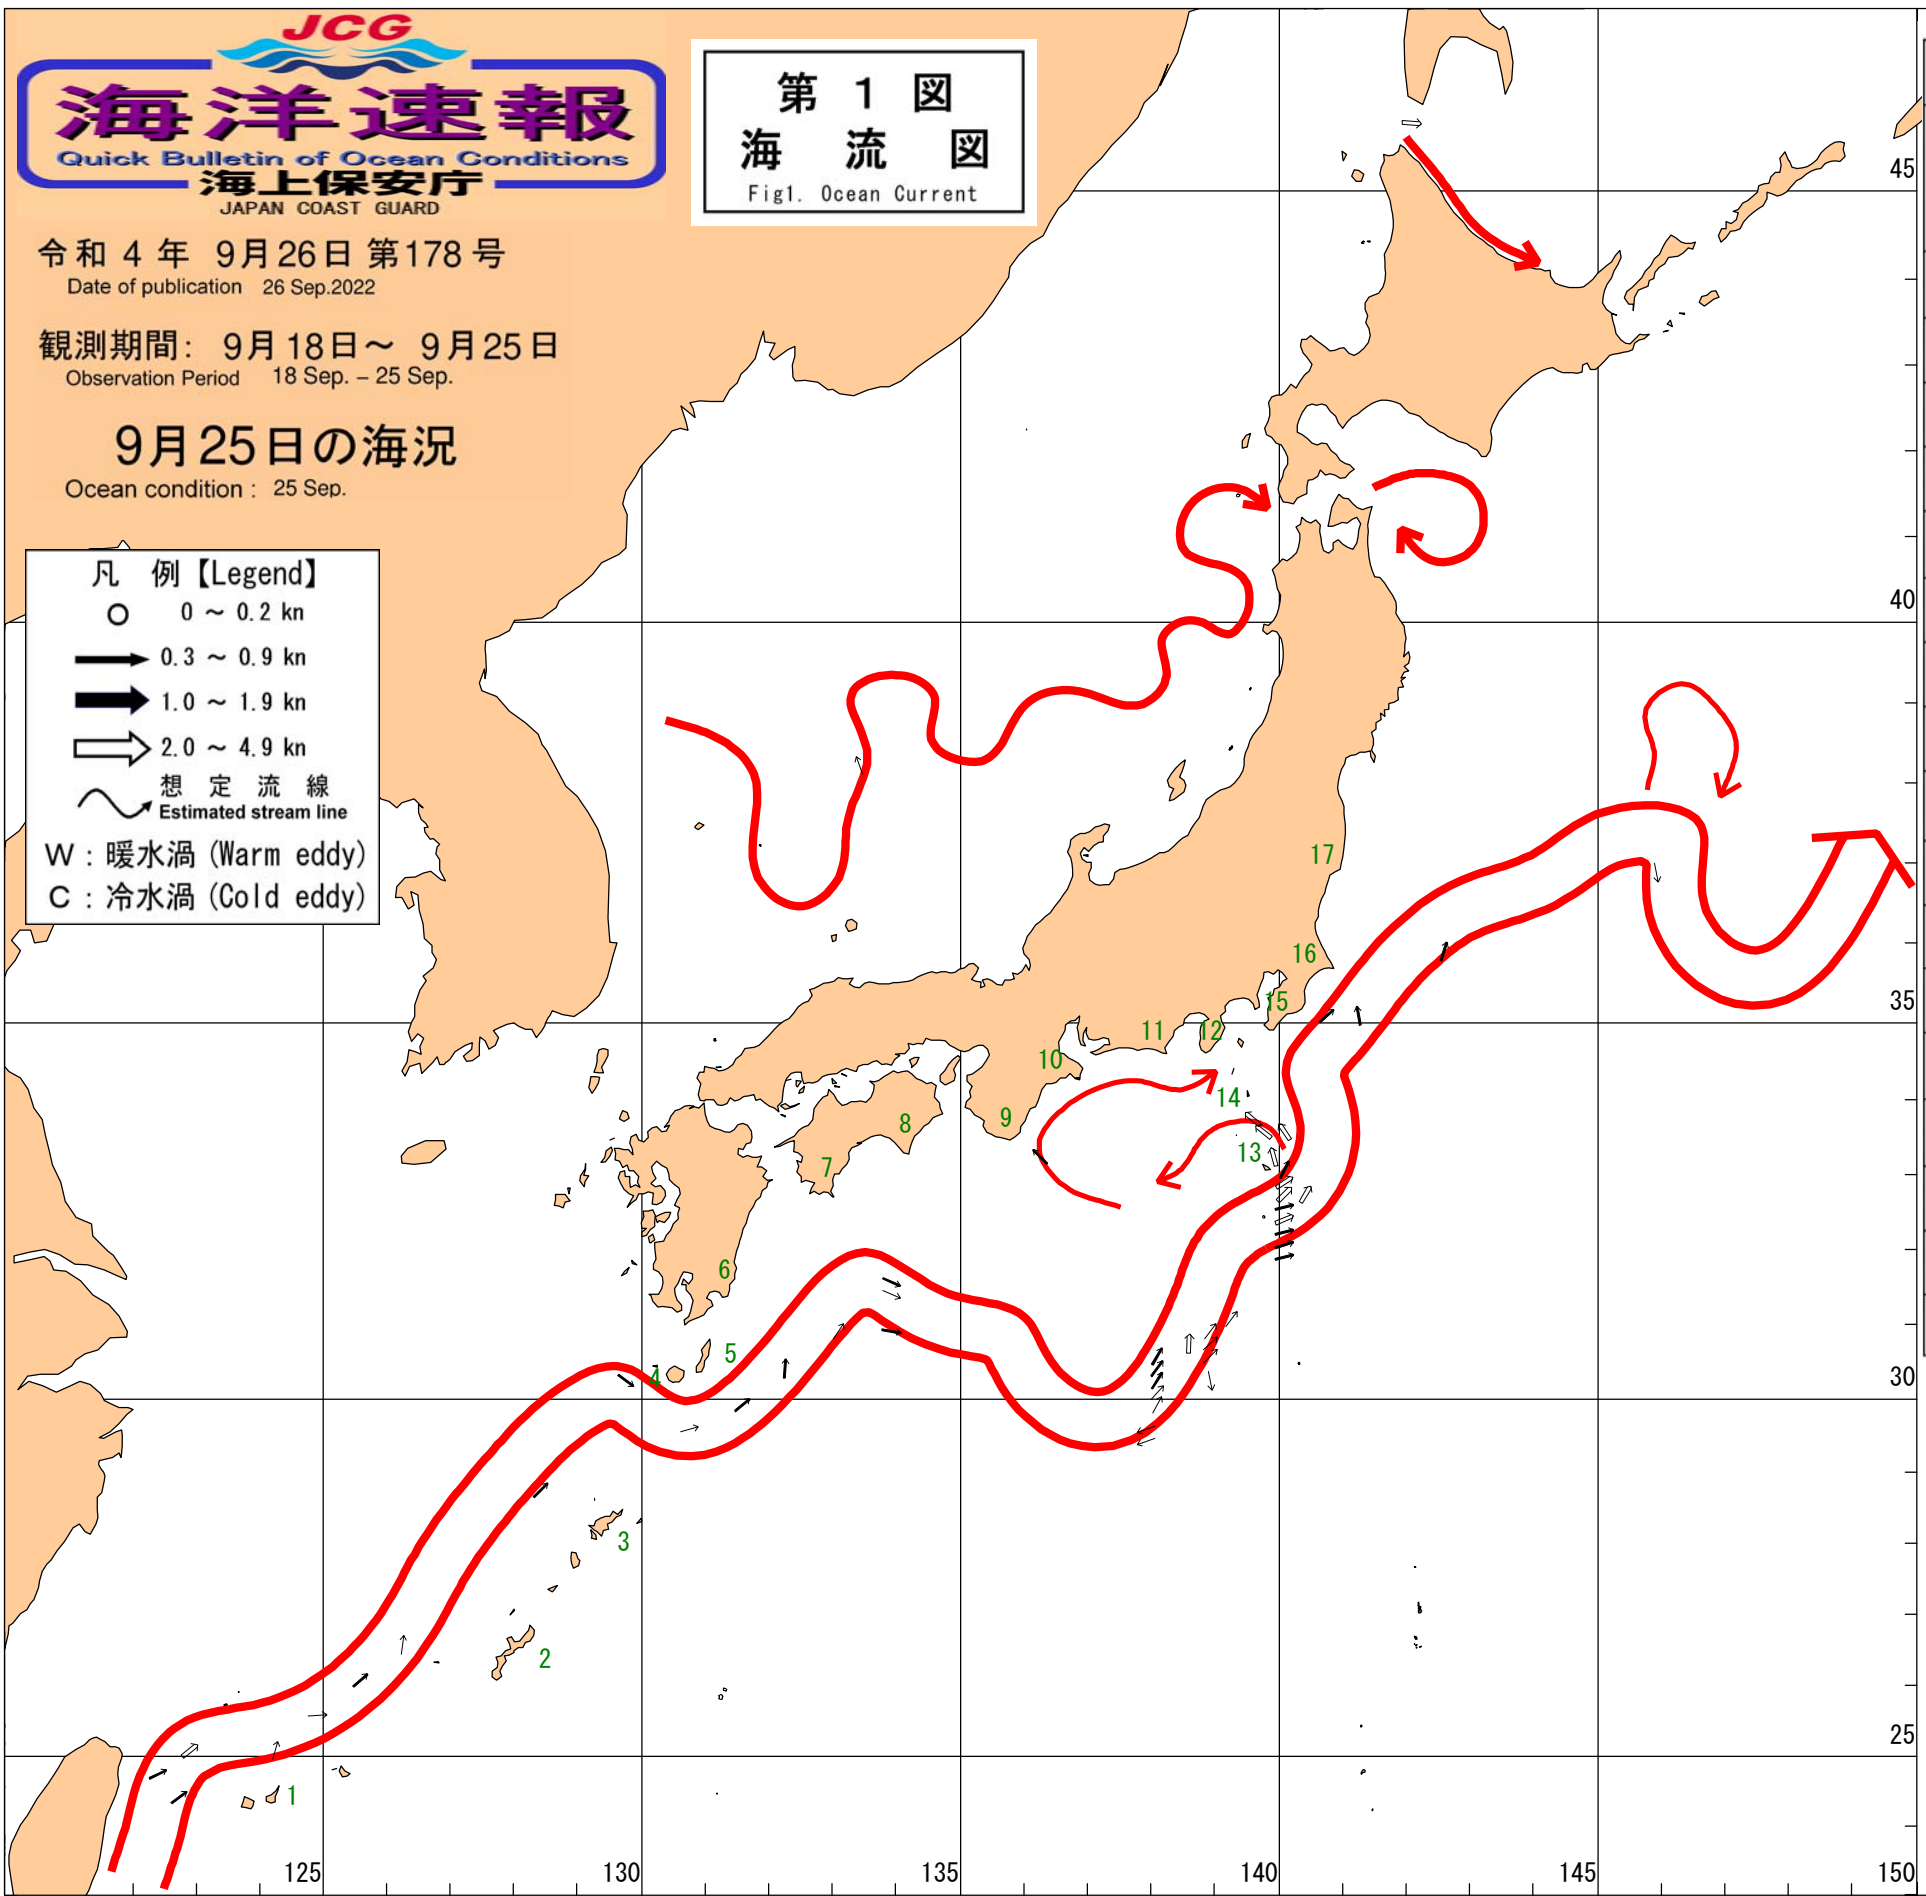 JCG
海洋速報
Quick Bulletin of Ocean Conditions
海上保安庁
JAPAN COAST GUARD
令和 4 年 9月26日 第178号
Date of publication 26 Sep.2022
観測期間: 9月18日～ 9月25日
Observation Period 18 Sep. – 25 Sep.
9月25日の海況
Ocean condition : 25 Sep.
第 1 図
海 流 図
Fig1. Ocean Current
凡 例【Legend】
0 ～ 0.2 kn
0.3 ～ 0.9 kn
1.0 ～ 1.9 kn
2.0 ～ 4.9 kn
想 定 流 線
Estimated stream line
W : 暖水渦 (Warm eddy)
C : 冷水渦 (Cold eddy)
45
40
35
30
25
17
16
15
12
11
10
14
9
8
13
7
6
5
4
3
2
1
125
130
135
140
145
150